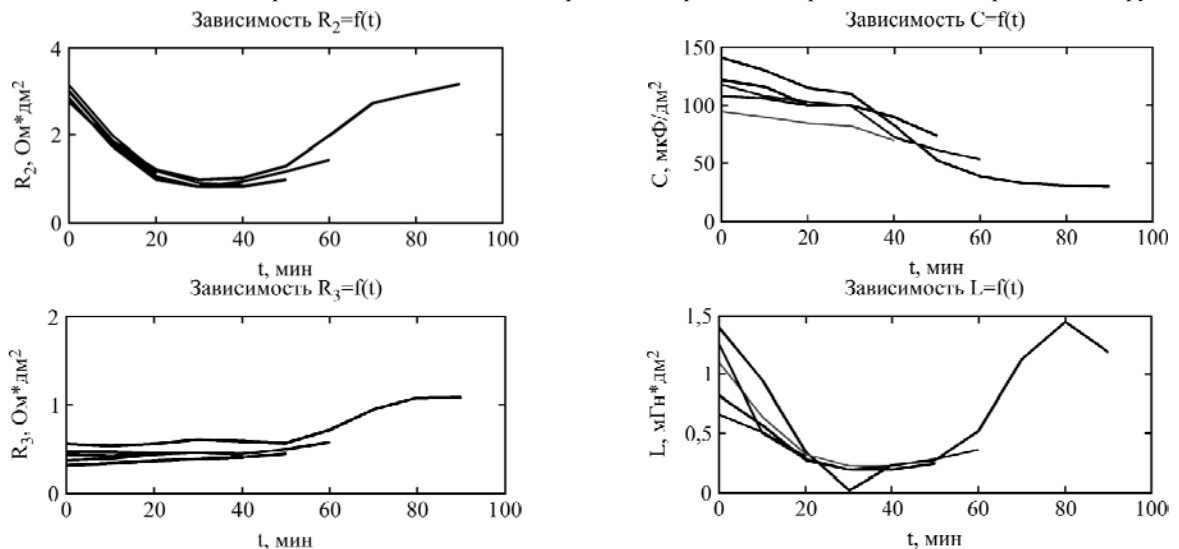 Зависимость R₂=f(t)
R₂, Ом*дм²
4
2
0
0 20 40 60 80 100
t, мин
Зависимость C=f(t)
C, мкФ/дм²
150
100
50
0
0 20 40 60 80 100
t, мин
Зависимость R₃=f(t)
R₃, Ом*дм²
2
1
0
0 20 40 60 80 100
t, мин
Зависимость L=f(t)
L, мГн*дм²
1,5
1
0,5
0
0 20 40 60 80 100
t, мин